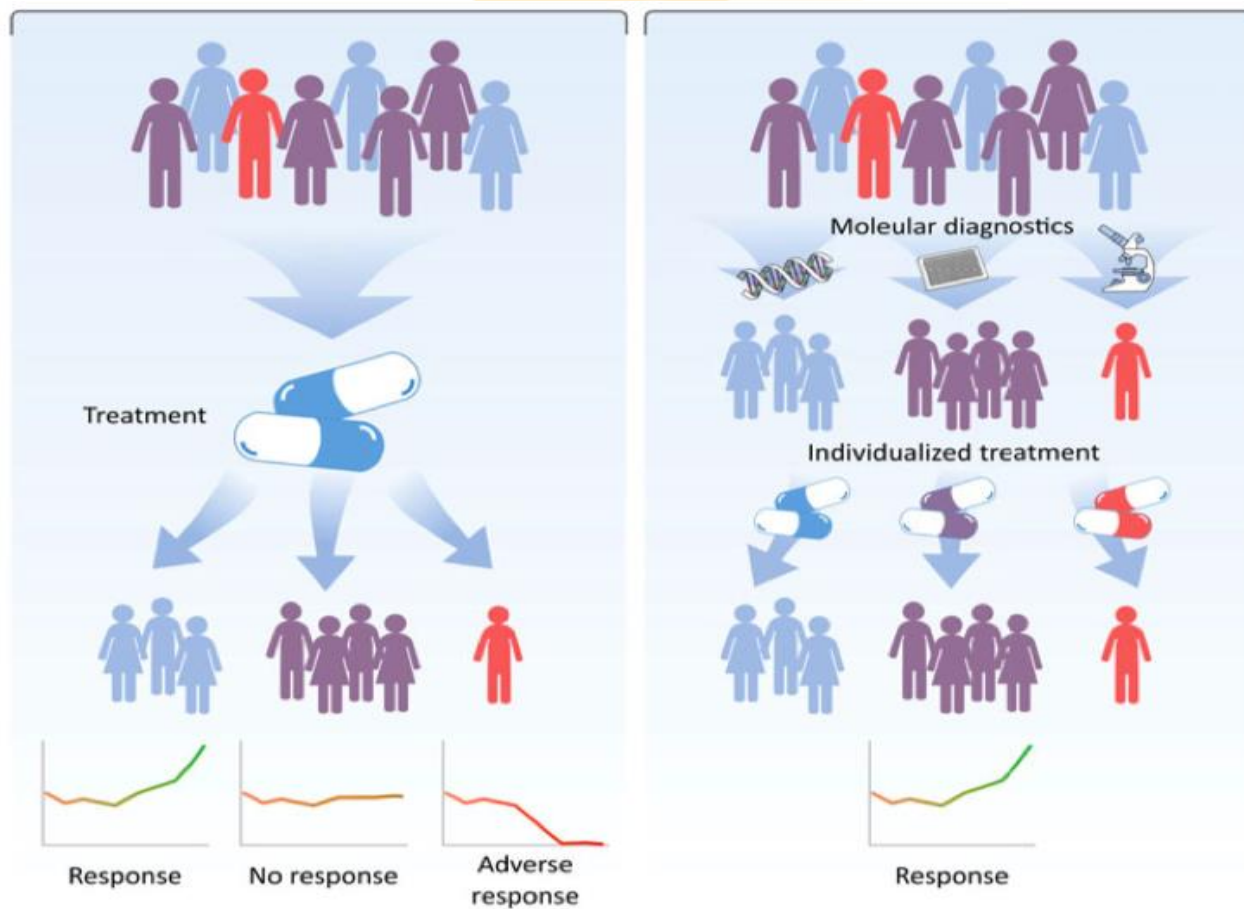 Treatment
Response
No response
Adverse
response
Moleular diagnostics
Individualized treatment
Response